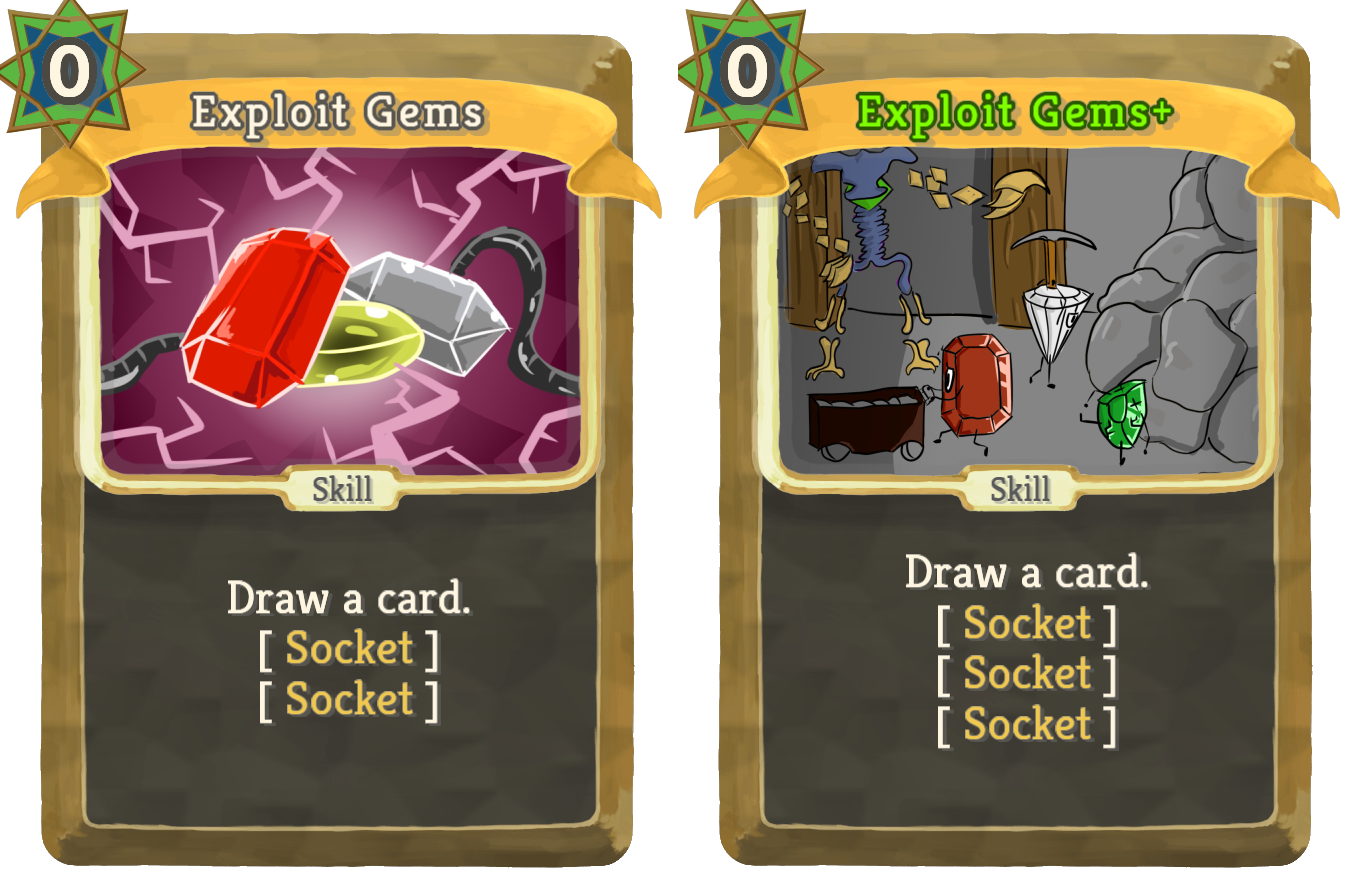 0
Exploit Gems
Skill
Draw a card.
[ Socket ]
[ Socket ]
0
Exploit Gems+
Skill
Draw a card.
[ Socket ]
[ Socket ]
[ Socket ]